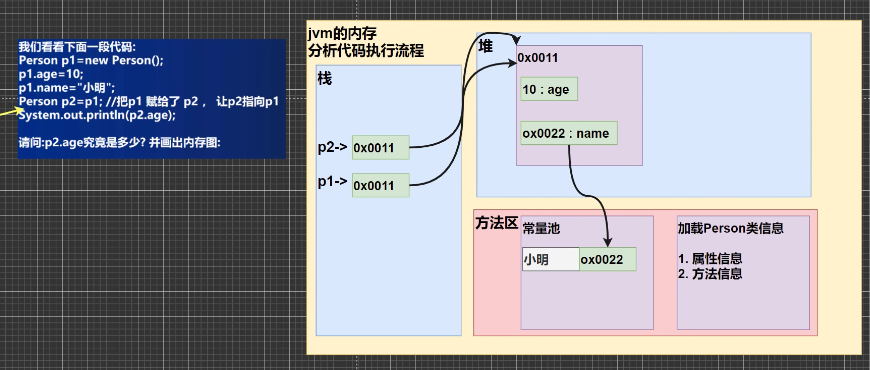 我们看看下面一段代码:
Person p1=new Person();
p1.age=10;
p1.name="小明";
Person p2=p1; //把p1 赋给了 p2 ， 让p2指向p1
System.out.println(p2.age);
请问:p2.age究竟是多少? 并画出内存图:
jvm的内存
分析代码执行流程
栈
p2-> 0x0011
p1-> 0x0011
堆
0x0011
10 : age
ox0022 : name
方法区
常量池
小明 ox0022
加载Person类信息
1. 属性信息
2. 方法信息